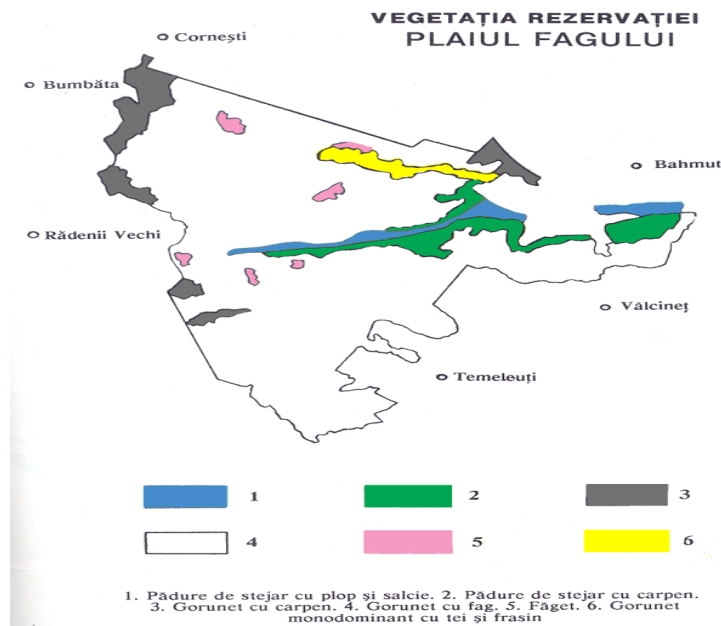 VEGETAȚIA REZERVAȚIEI
PLAIUL FAGULUI
Cornești
Bumbăta
Bahmut
Rădenii Vechi
Vălcineț
Temeleuți
1
2
3
4
5
6
1. Pădure de stejar cu plop și salcie. 2. Pădure de stejar cu carpen.
3. Gorunet cu carpen. 4. Gorunet cu fag. 5. Făget. 6. Gorunet
monodominant cu tei și frasin